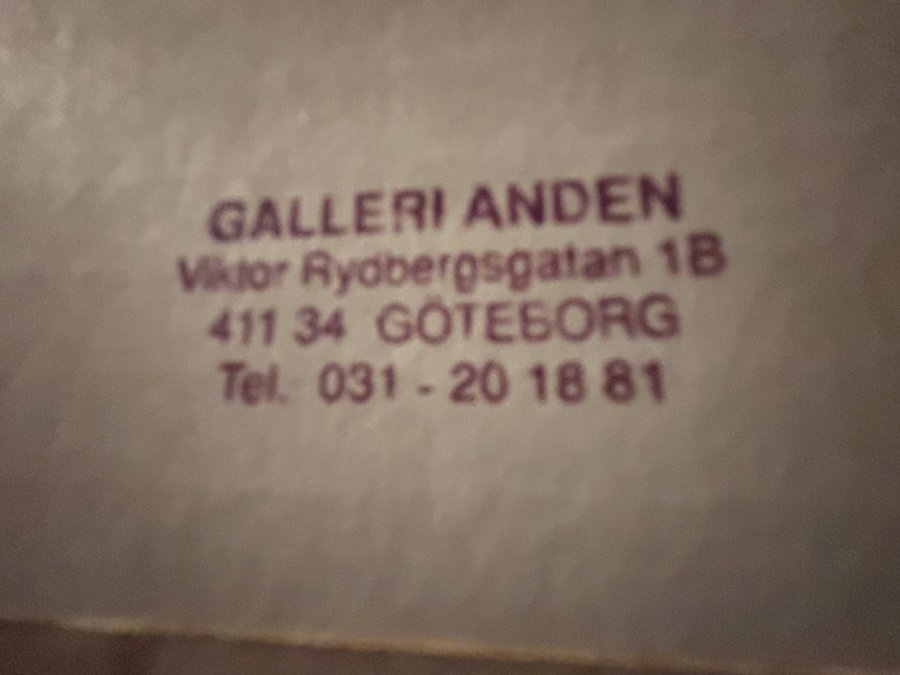 GALLERI ANDEN
Viktor Rydbergsgatan 1B
411 34 GÖTEBORG
Tel. 031 - 20 18 81